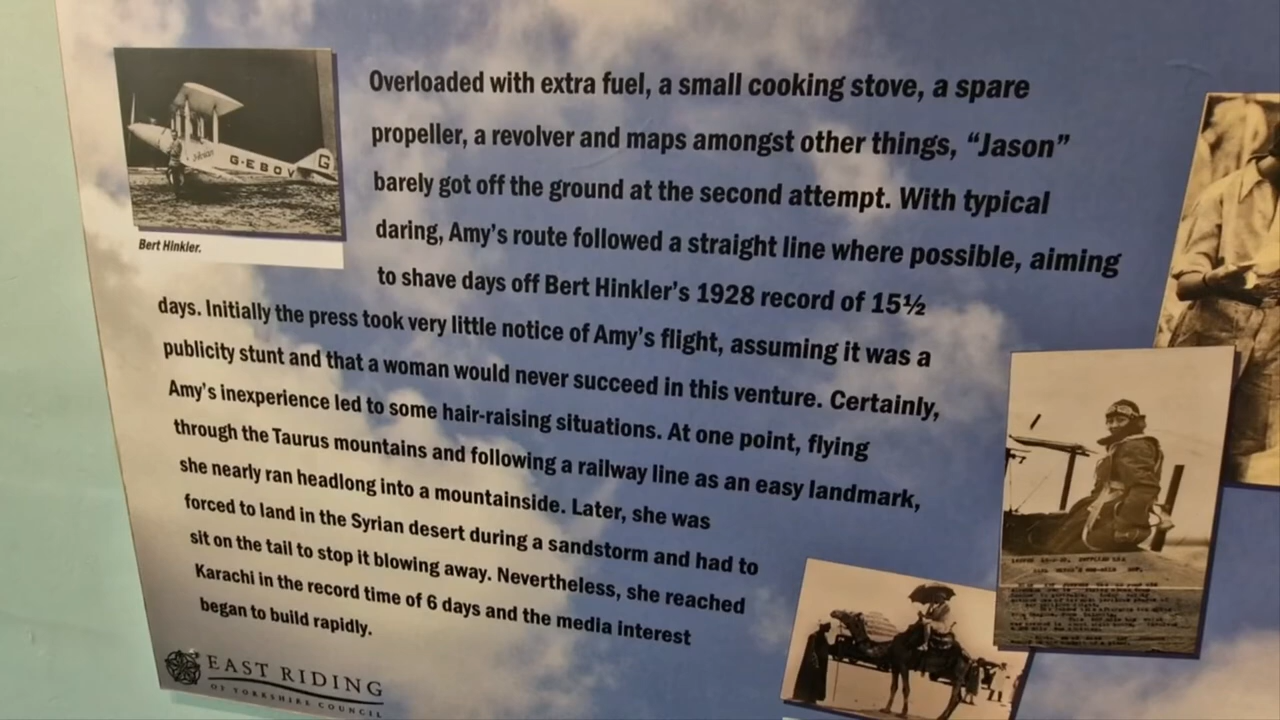 Overloaded with extra fuel, a small cooking stove, a spare
propeller, a revolver and maps amongst other things, “Jason”
barely got off the ground at the second attempt. With typical
daring, Amy’s route followed a straight line where possible, aiming
to shave days off Bert Hinkler’s 1928 record of 15½
days. Initially the press took very little notice of Amy’s flight, assuming it was a
publicity stunt and that a woman would never succeed in this venture. Certainly,
Amy’s inexperience led to some hair-raising situations. At one point, flying
through the Taurus mountains and following a railway line as an easy landmark,
she nearly ran headlong into a mountainside. Later, she was
forced to land in the Syrian desert during a sandstorm and had to
sit on the tail to stop it blowing away. Nevertheless, she reached
Karachi in the record time of 6 days and the media interest
began to build rapidly.
G-EBOV
G
Bert Hinkler.
EAST RIDING
OF YORKSHIRE COUNCIL